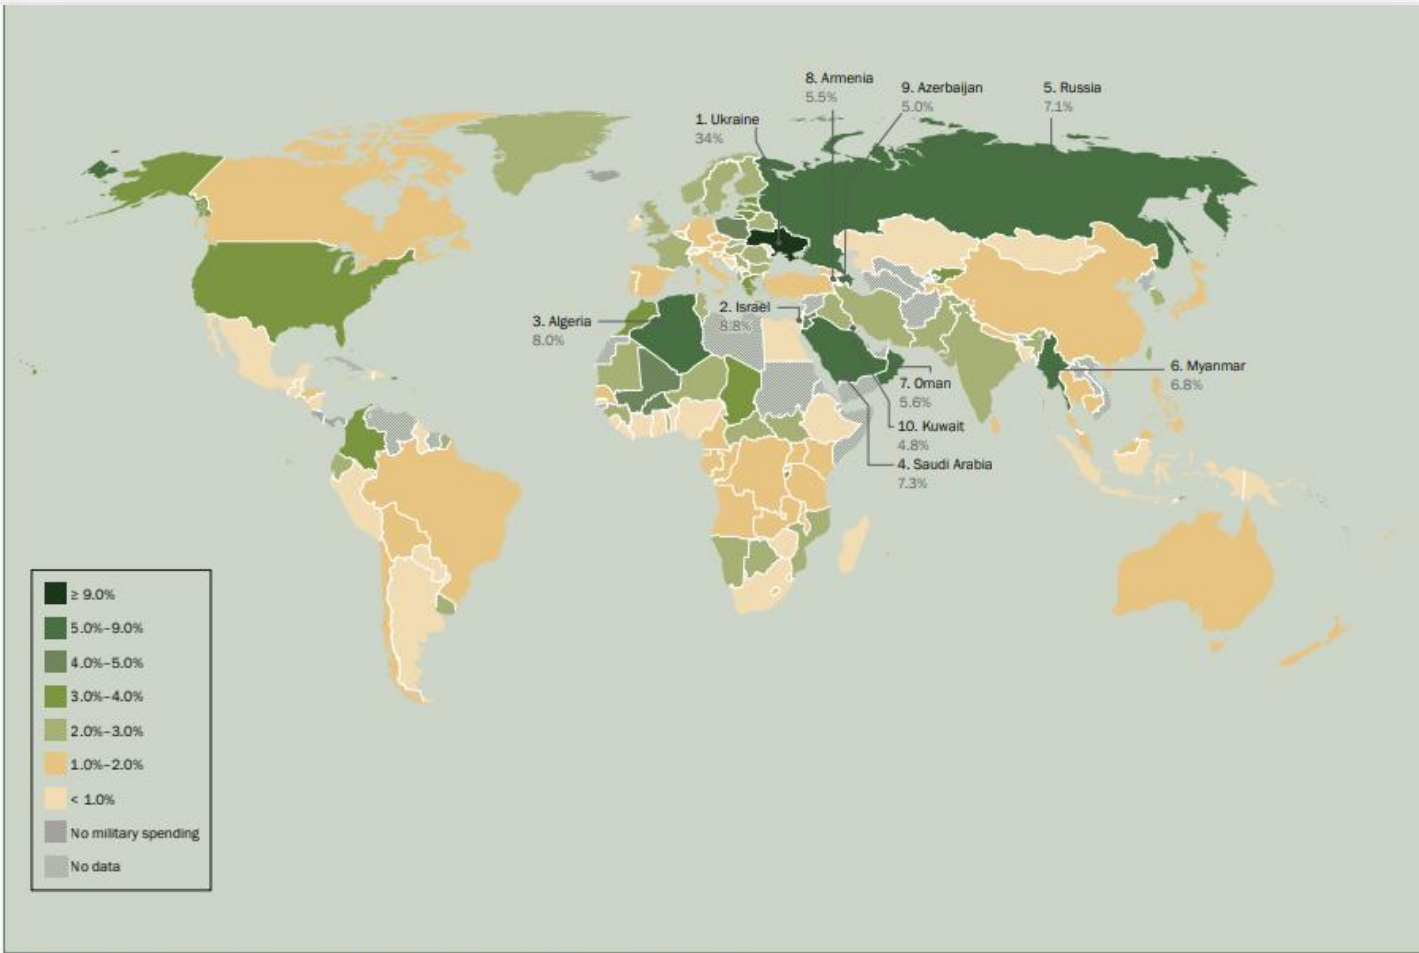 8. Armenia
5.5%
9. Azerbaijan
5.0%
5. Russia
7.1%
1. Ukraine
34%
2. Israel
8.8%
3. Algeria
8.0%
6. Myanmar
6.8%
7. Oman
5.6%
10. Kuwait
4.8%
4. Saudi Arabia
7.3%
≥ 9.0%
5.0%–9.0%
4.0%–5.0%
3.0%–4.0%
2.0%–3.0%
1.0%–2.0%
< 1.0%
No military spending
No data